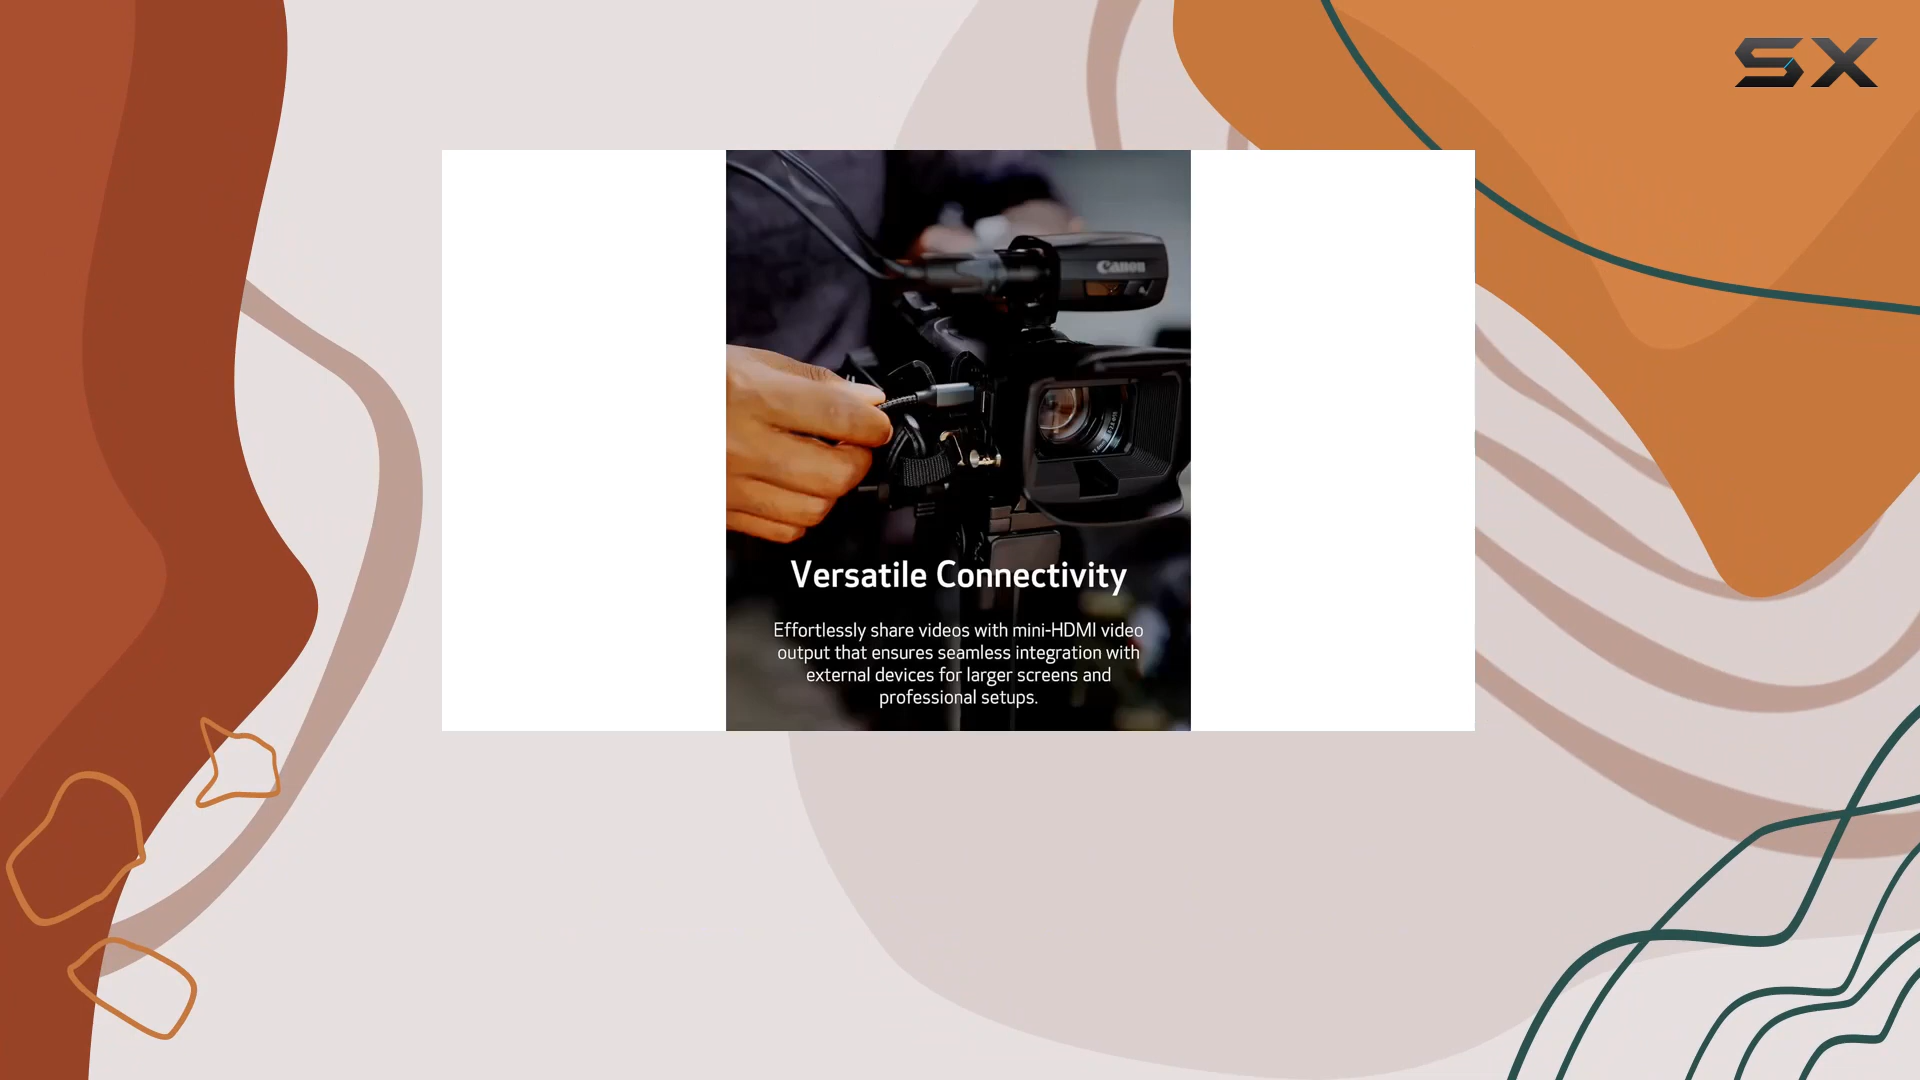 SX
Canon
Versatile Connectivity
Effortlessly share videos with mini-HDMI video
output that ensures seamless integration with
external devices for larger screens and
professional setups.